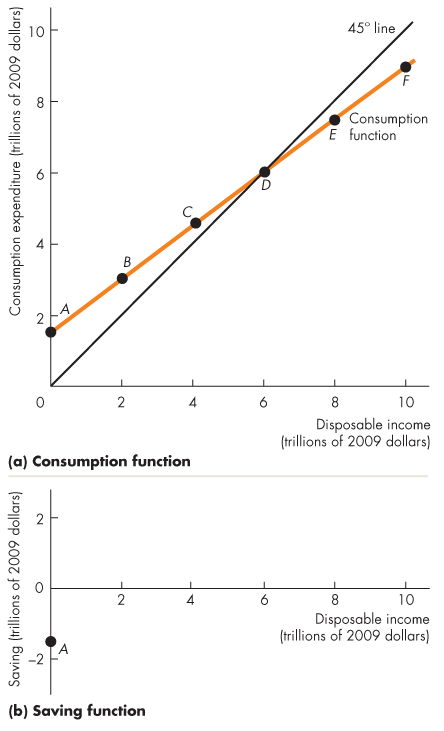 Consumption expenditure (trillions of 2009 dollars)
10
8
6
4
2
0
45° line
F
Consumption
function
E
D
C
B
A
2
4
6
8
10
Disposable income
(trillions of 2009 dollars)
(a) Consumption function
Saving (trillions of 2009 dollars)
2
0
–2
A
2
4
6
8
10
Disposable income
(trillions of 2009 dollars)
(b) Saving function